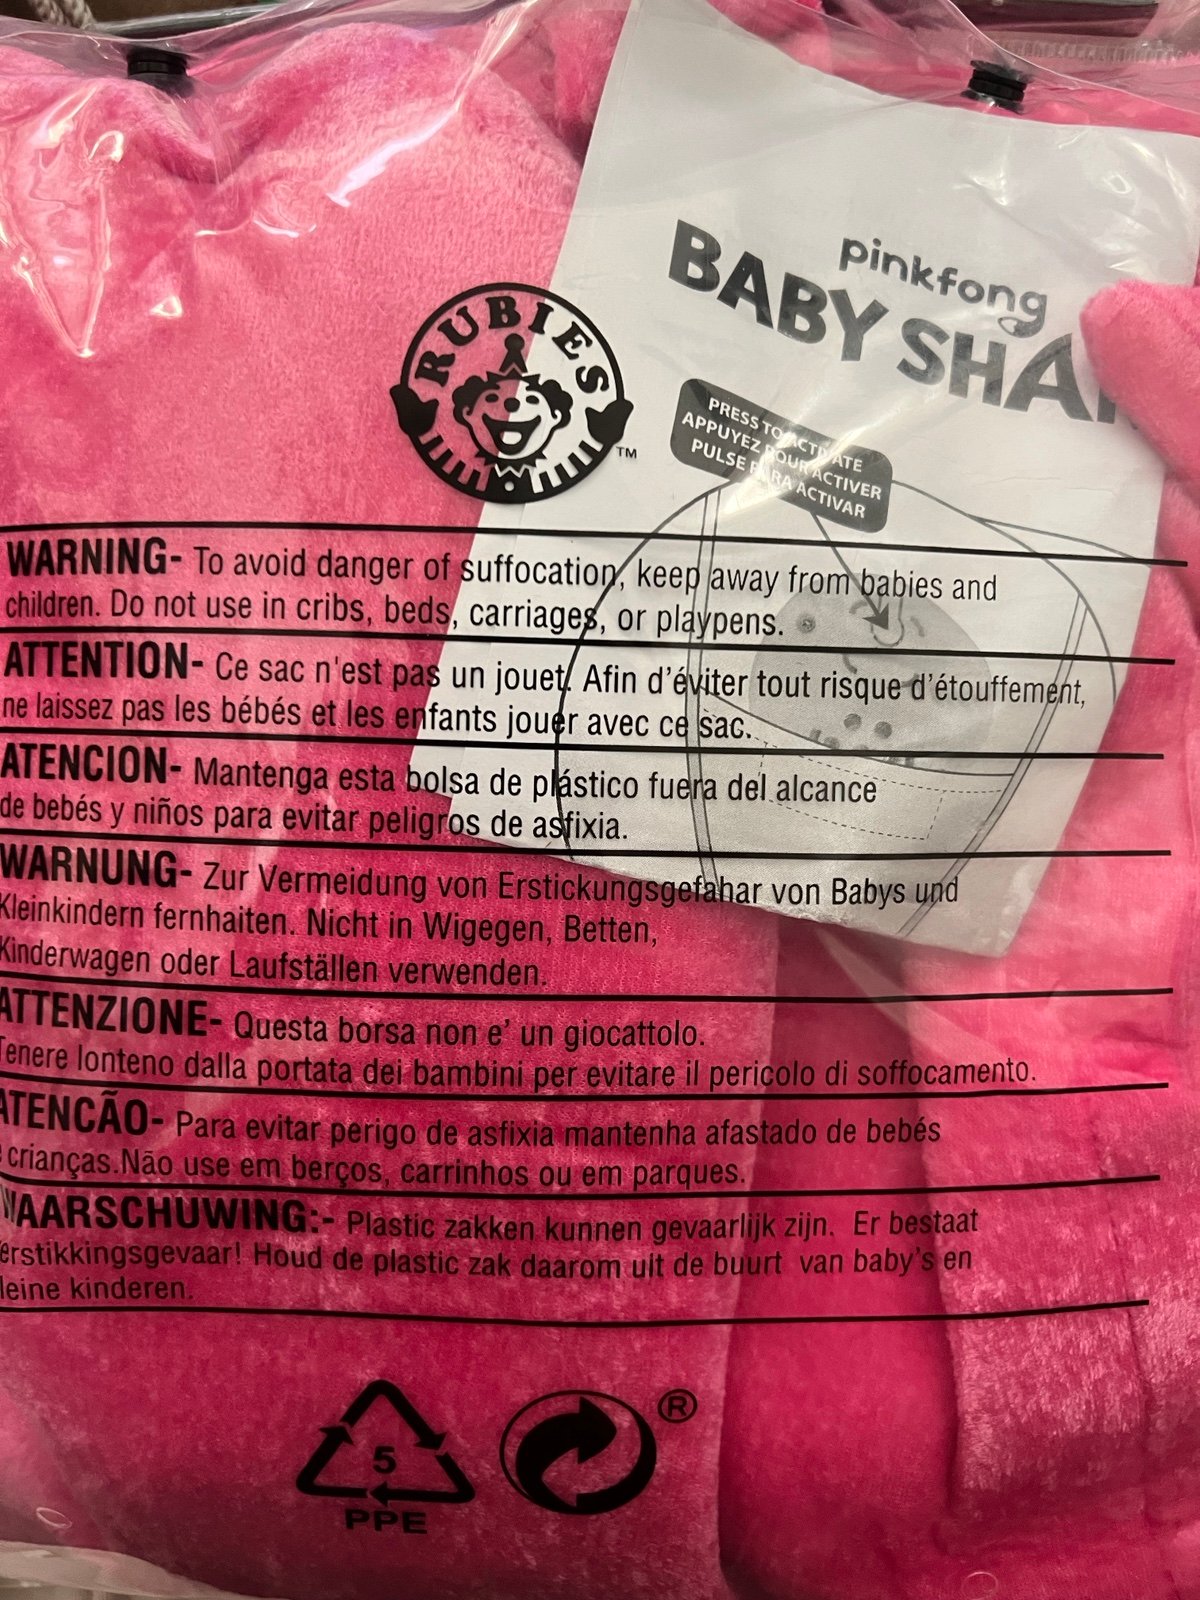 RUBIES
TM
pinkfong
BABY SHA
PRESS TO ACTIVATE
APPUYEZ POUR ACTIVER
PULSE PARA ACTIVAR
WARNING- To avoid danger of suffocation, keep away from babies and
children. Do not use in cribs, beds, carriages, or playpens.
ATTENTION- Ce sac n'est pas un jouet. Afin d'éviter tout risque d'étouffement,
ne laissez pas les bébés et les enfants jouer avec ce sac.
ATENCION- Mantenga esta bolsa de plástico fuera del alcance
de bebés y niños para evitar peligros de asfixia.
WARNUNG- Zur Vermeidung von Erstickungsgefahar von Babys und
Kleinkindern fernhaiten. Nicht in Wigegen, Betten,
Kinderwagen oder Laufställen verwenden.
ATTENZIONE- Questa borsa non e' un giocattolo.
Tenere lonteno dalla portata dei bambini per evitare il pericolo di soffocamento.
ATENCÃO- Para evitar perigo de asfixia mantenha afastado de bebés
e crianças.Não use em berços, carrinhos ou em parques.
WAARSCHUWING:- Plastic zakken kunnen gevaarlijk zijn. Er bestaat
erstikkingsgevaar! Houd de plastic zak daarom uit de buurt van baby's en
leine kinderen.
5
PPE
®